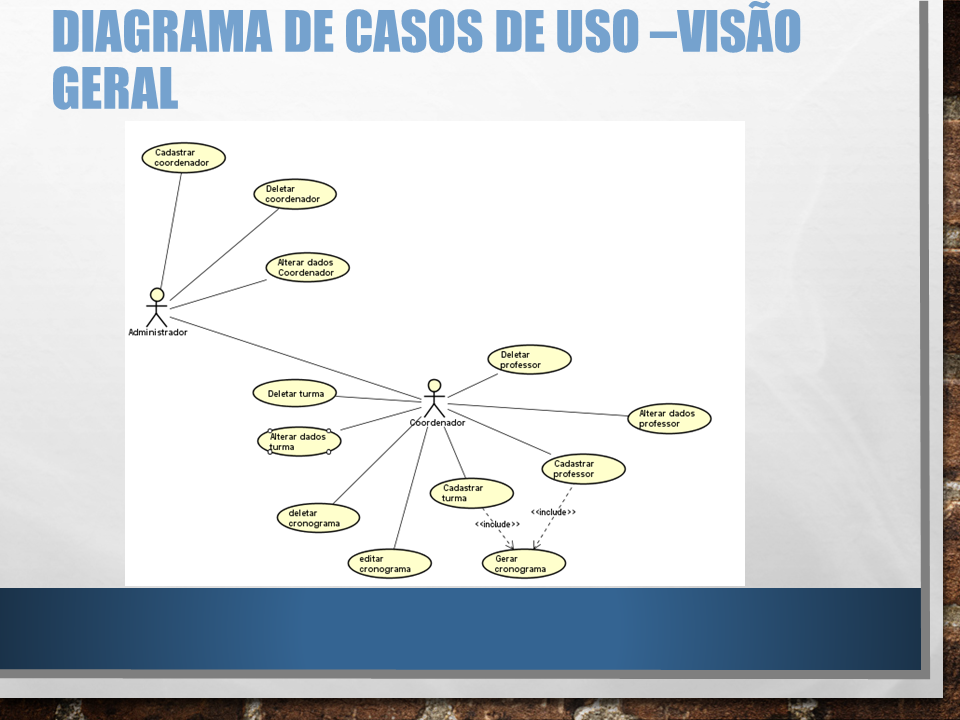 DIAGRAMA DE CASOS DE USO –VISÃO
GERAL
Cadastrar
coordenador
Deletar
coordenador
Alterar dados
Coordenador
Administrador
Deletar
professor
Deletar turma
Coordenador
Alterar dados
professor
Alterar dados
turma
Cadastrar
professor
Cadastrar
turma
deletar
cronograma
<<include>>
<<include>>
editar
cronograma
Gerar
cronograma